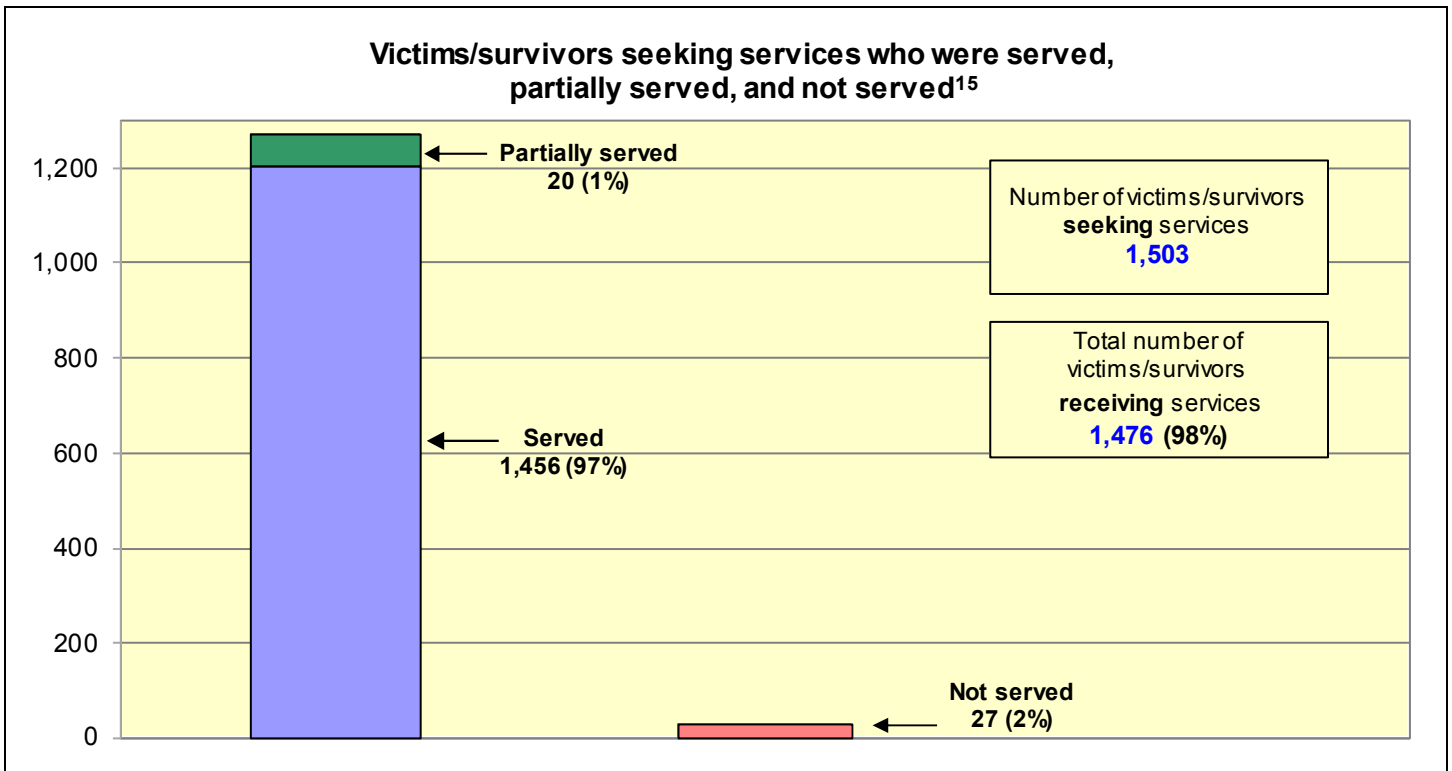 Victims/survivors seeking services who were served,
partially served, and not served15
1,200
1,000
800
600
400
200
0
Partially served
20 (1%)
Served
1,456 (97%)
Not served
27 (2%)
Number of victims/survivors
seeking services
1,503
Total number of
victims/survivors
receiving services
1,476 (98%)